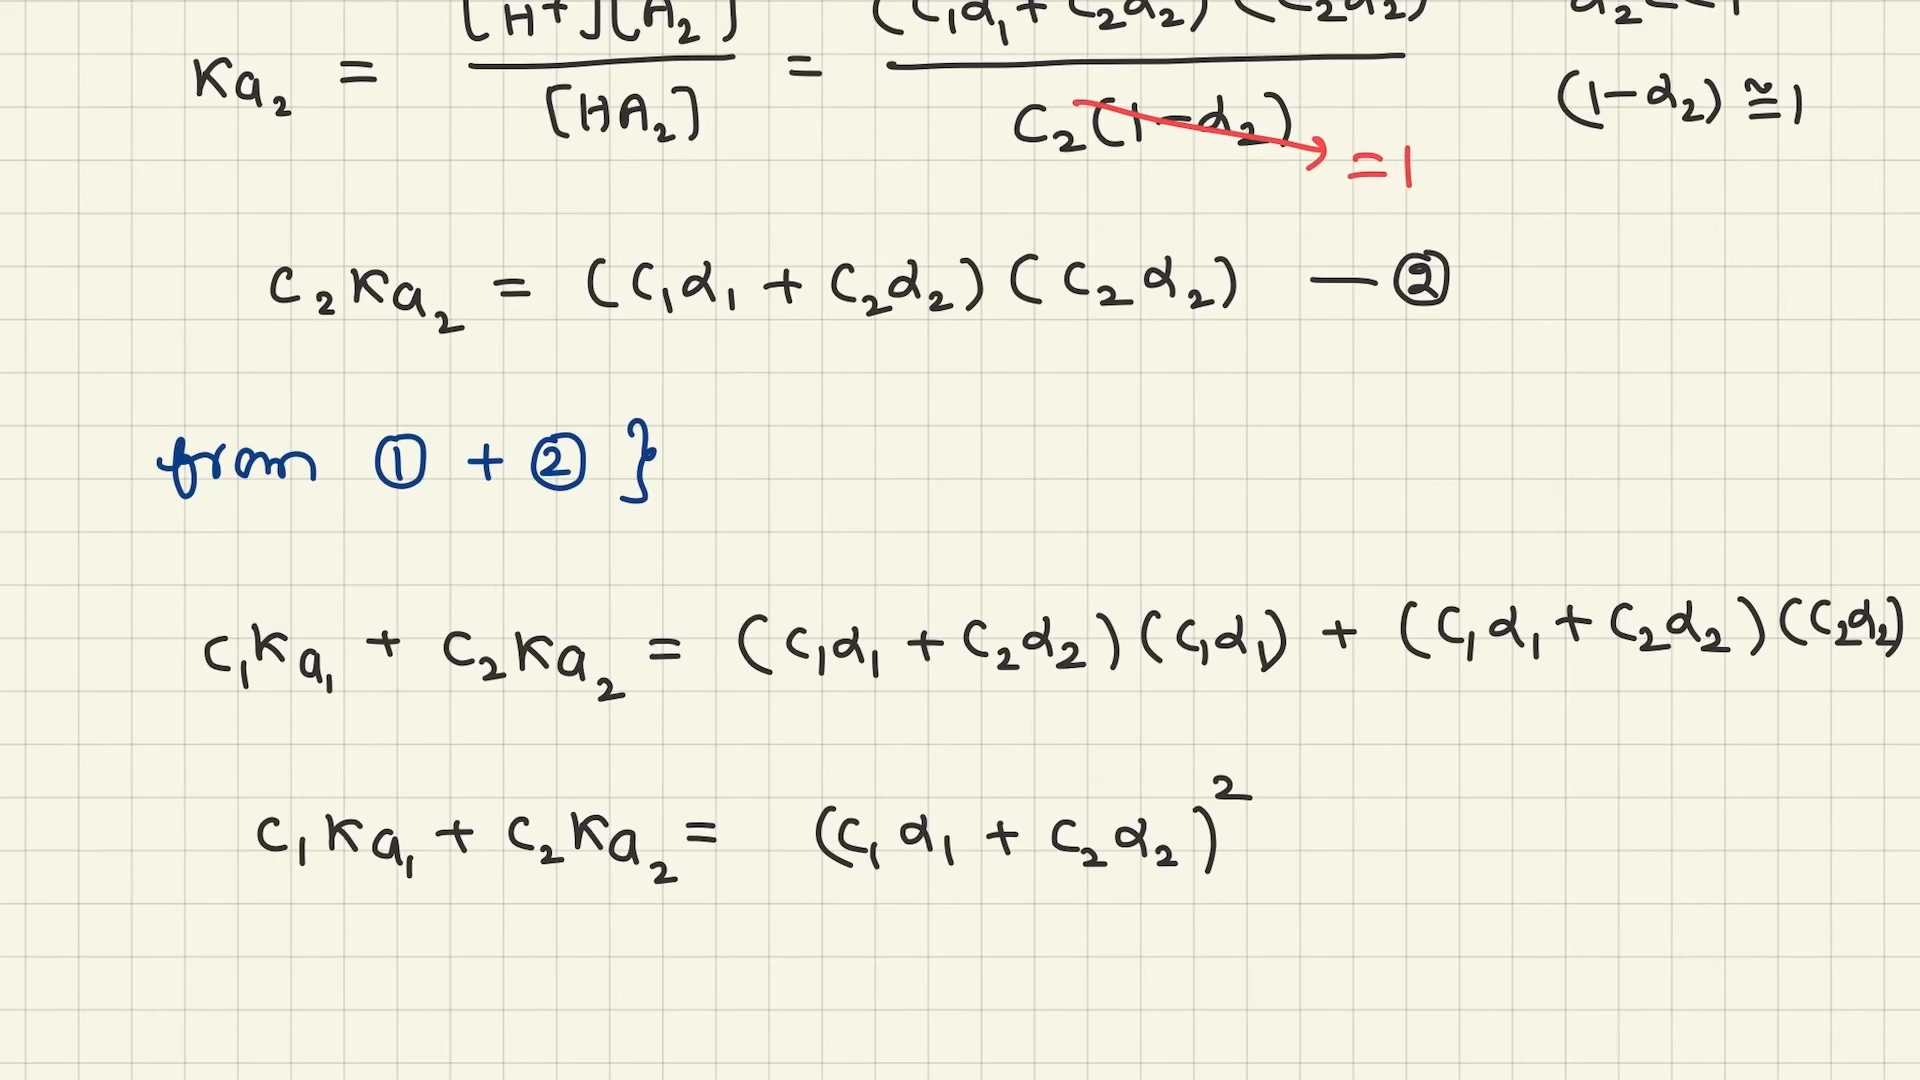 Ka₂ = [H⁺][A₂⁻] / [HA₂] = (C₁α₁ + C₂α₂)(C₂α₂) / C₂(1-α₂) → = 1
(1-α₂) ≅ 1
C₂Ka₂ = (C₁α₁ + C₂α₂)(C₂α₂) — ②
from ① + ② }
C₁Ka₁ + C₂Ka₂ = (C₁α₁ + C₂α₂)(C₁α₁) + (C₁α₁ + C₂α₂)(C₂α₂)
C₁Ka₁ + C₂Ka₂ = (C₁α₁ + C₂α₂)²